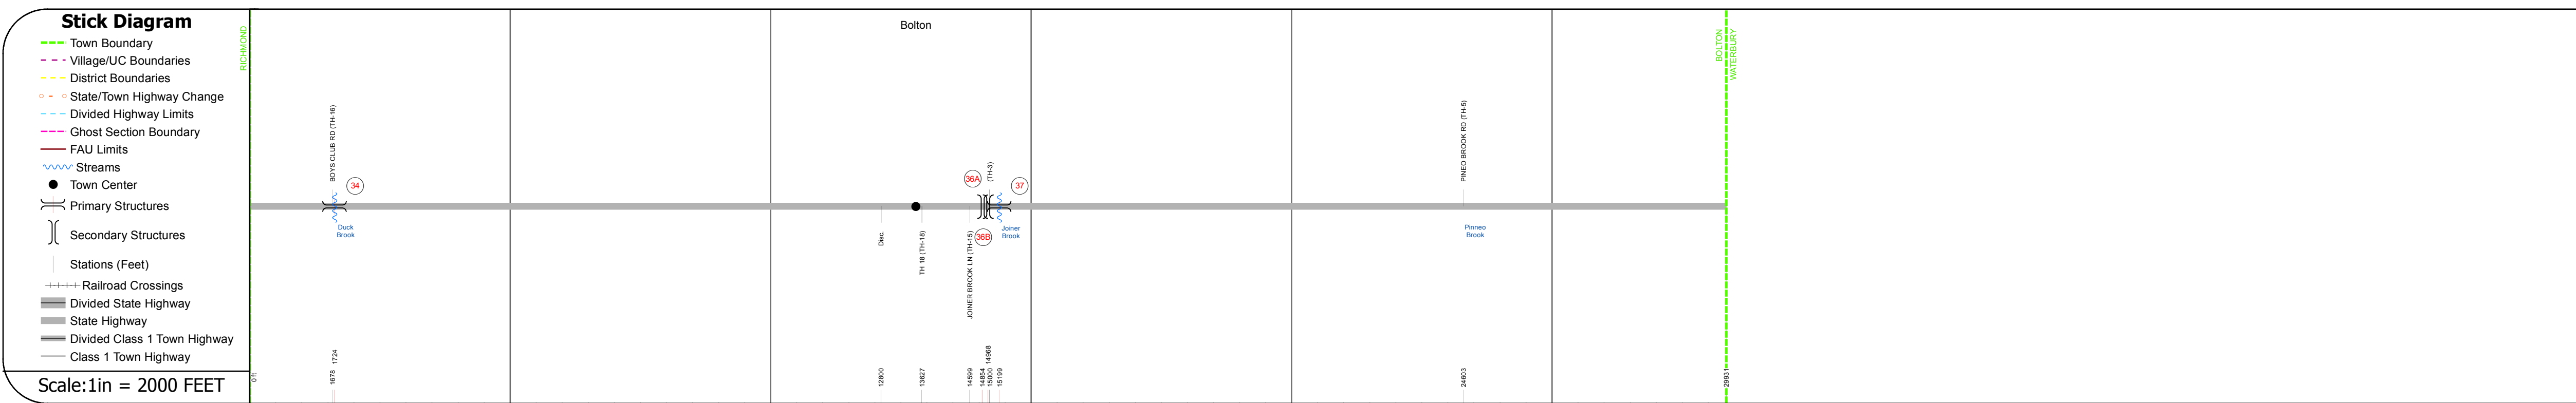 Stick Diagram
Town Boundary
Village/UC Boundaries
District Boundaries
State/Town Highway Change
Divided Highway Limits
Ghost Section Boundary
FAU Limits
Streams
Town Center
Primary Structures
Secondary Structures
Stations (Feet)
Railroad Crossings
Divided State Highway
State Highway
Divided Class 1 Town Highway
Class 1 Town Highway
Scale:1in = 2000 FEET
RICHMOND
Bolton
BOLTON
WATERBURY
BOYS CLUB RD (TH-16)
34
Duck
Brook
Disc.
TH 18 (TH-18)
JOINER BROOK LN (TH-15)
36A
36B
(TH-3)
37
Joiner
Brook
PINEO BROOK RD (TH-5)
Pinneo
Brook
0 ft
1678
1724
12800
13627
14599
14854
14968
15000
15199
24603
29931